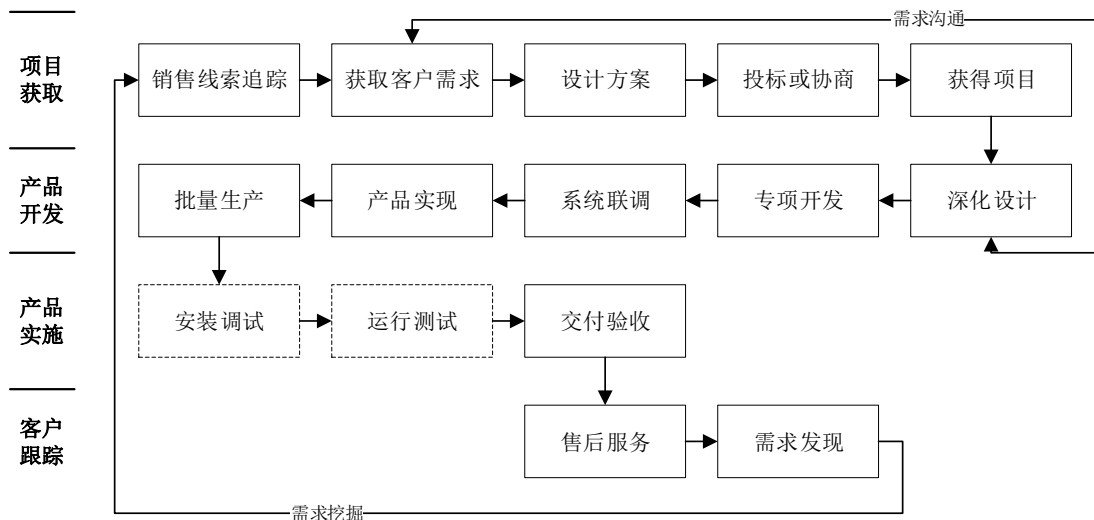 需求沟通
项目
获取
销售线索追踪
获取客户需求
设计方案
投标或协商
获得项目
产品
开发
批量生产
产品实现
系统联调
专项开发
深化设计
产品
实施
安装调试
运行测试
交付验收
客户
跟踪
售后服务
需求发现
需求挖掘